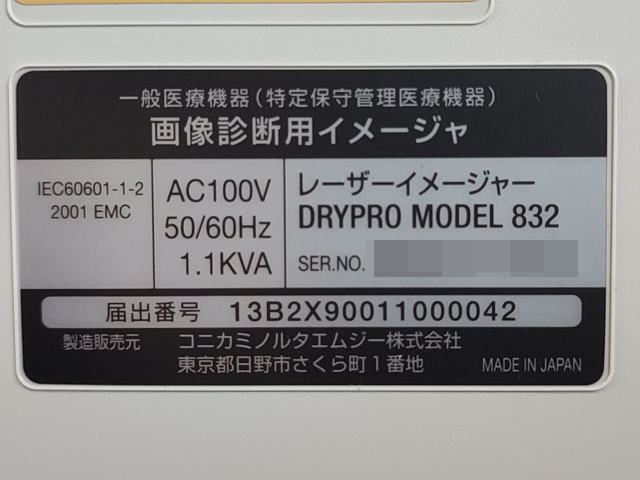 一般医療機器(特定保守管理医療機器)
画像診断用イメージャ
IEC60601-1-2
2001 EMC
AC100V
50/60Hz
1.1KVA
レーザーイメージャー
DRYPRO MODEL 832
SER.NO.
届出番号 13B2X90011000042
製造販売元 コニカミノルタエムジー株式会社
東京都日野市さくら町1番地
MADE IN JAPAN